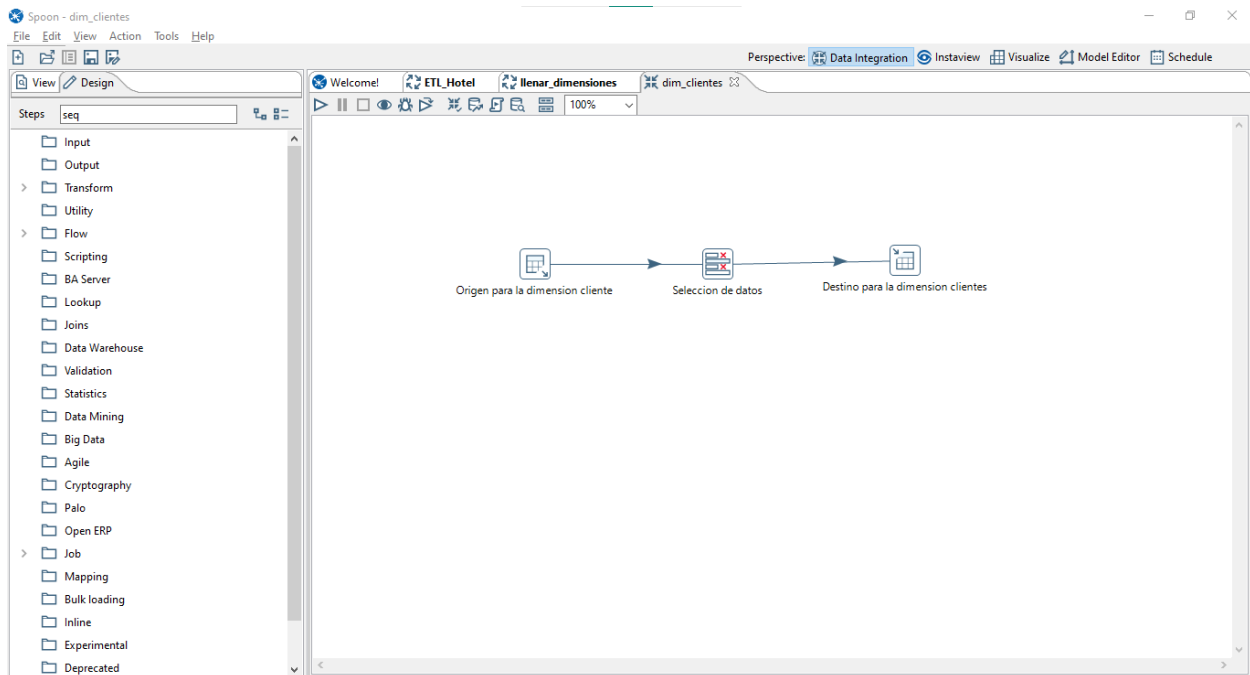 Spoon - dim_clientes
File Edit View Action Tools Help
Perspective: Data Integration Instaview Visualize Model Editor Schedule
View Design
Welcome! ETL_Hotel llenar_dimensiones dim_clientes
Steps seq
100%
Input
Output
Transform
Utility
Flow
Scripting
BA Server
Lookup
Joins
Data Warehouse
Validation
Statistics
Data Mining
Big Data
Agile
Cryptography
Palo
Open ERP
Job
Mapping
Bulk loading
Inline
Experimental
Deprecated
Origen para la dimension cliente
Seleccion de datos
Destino para la dimension clientes